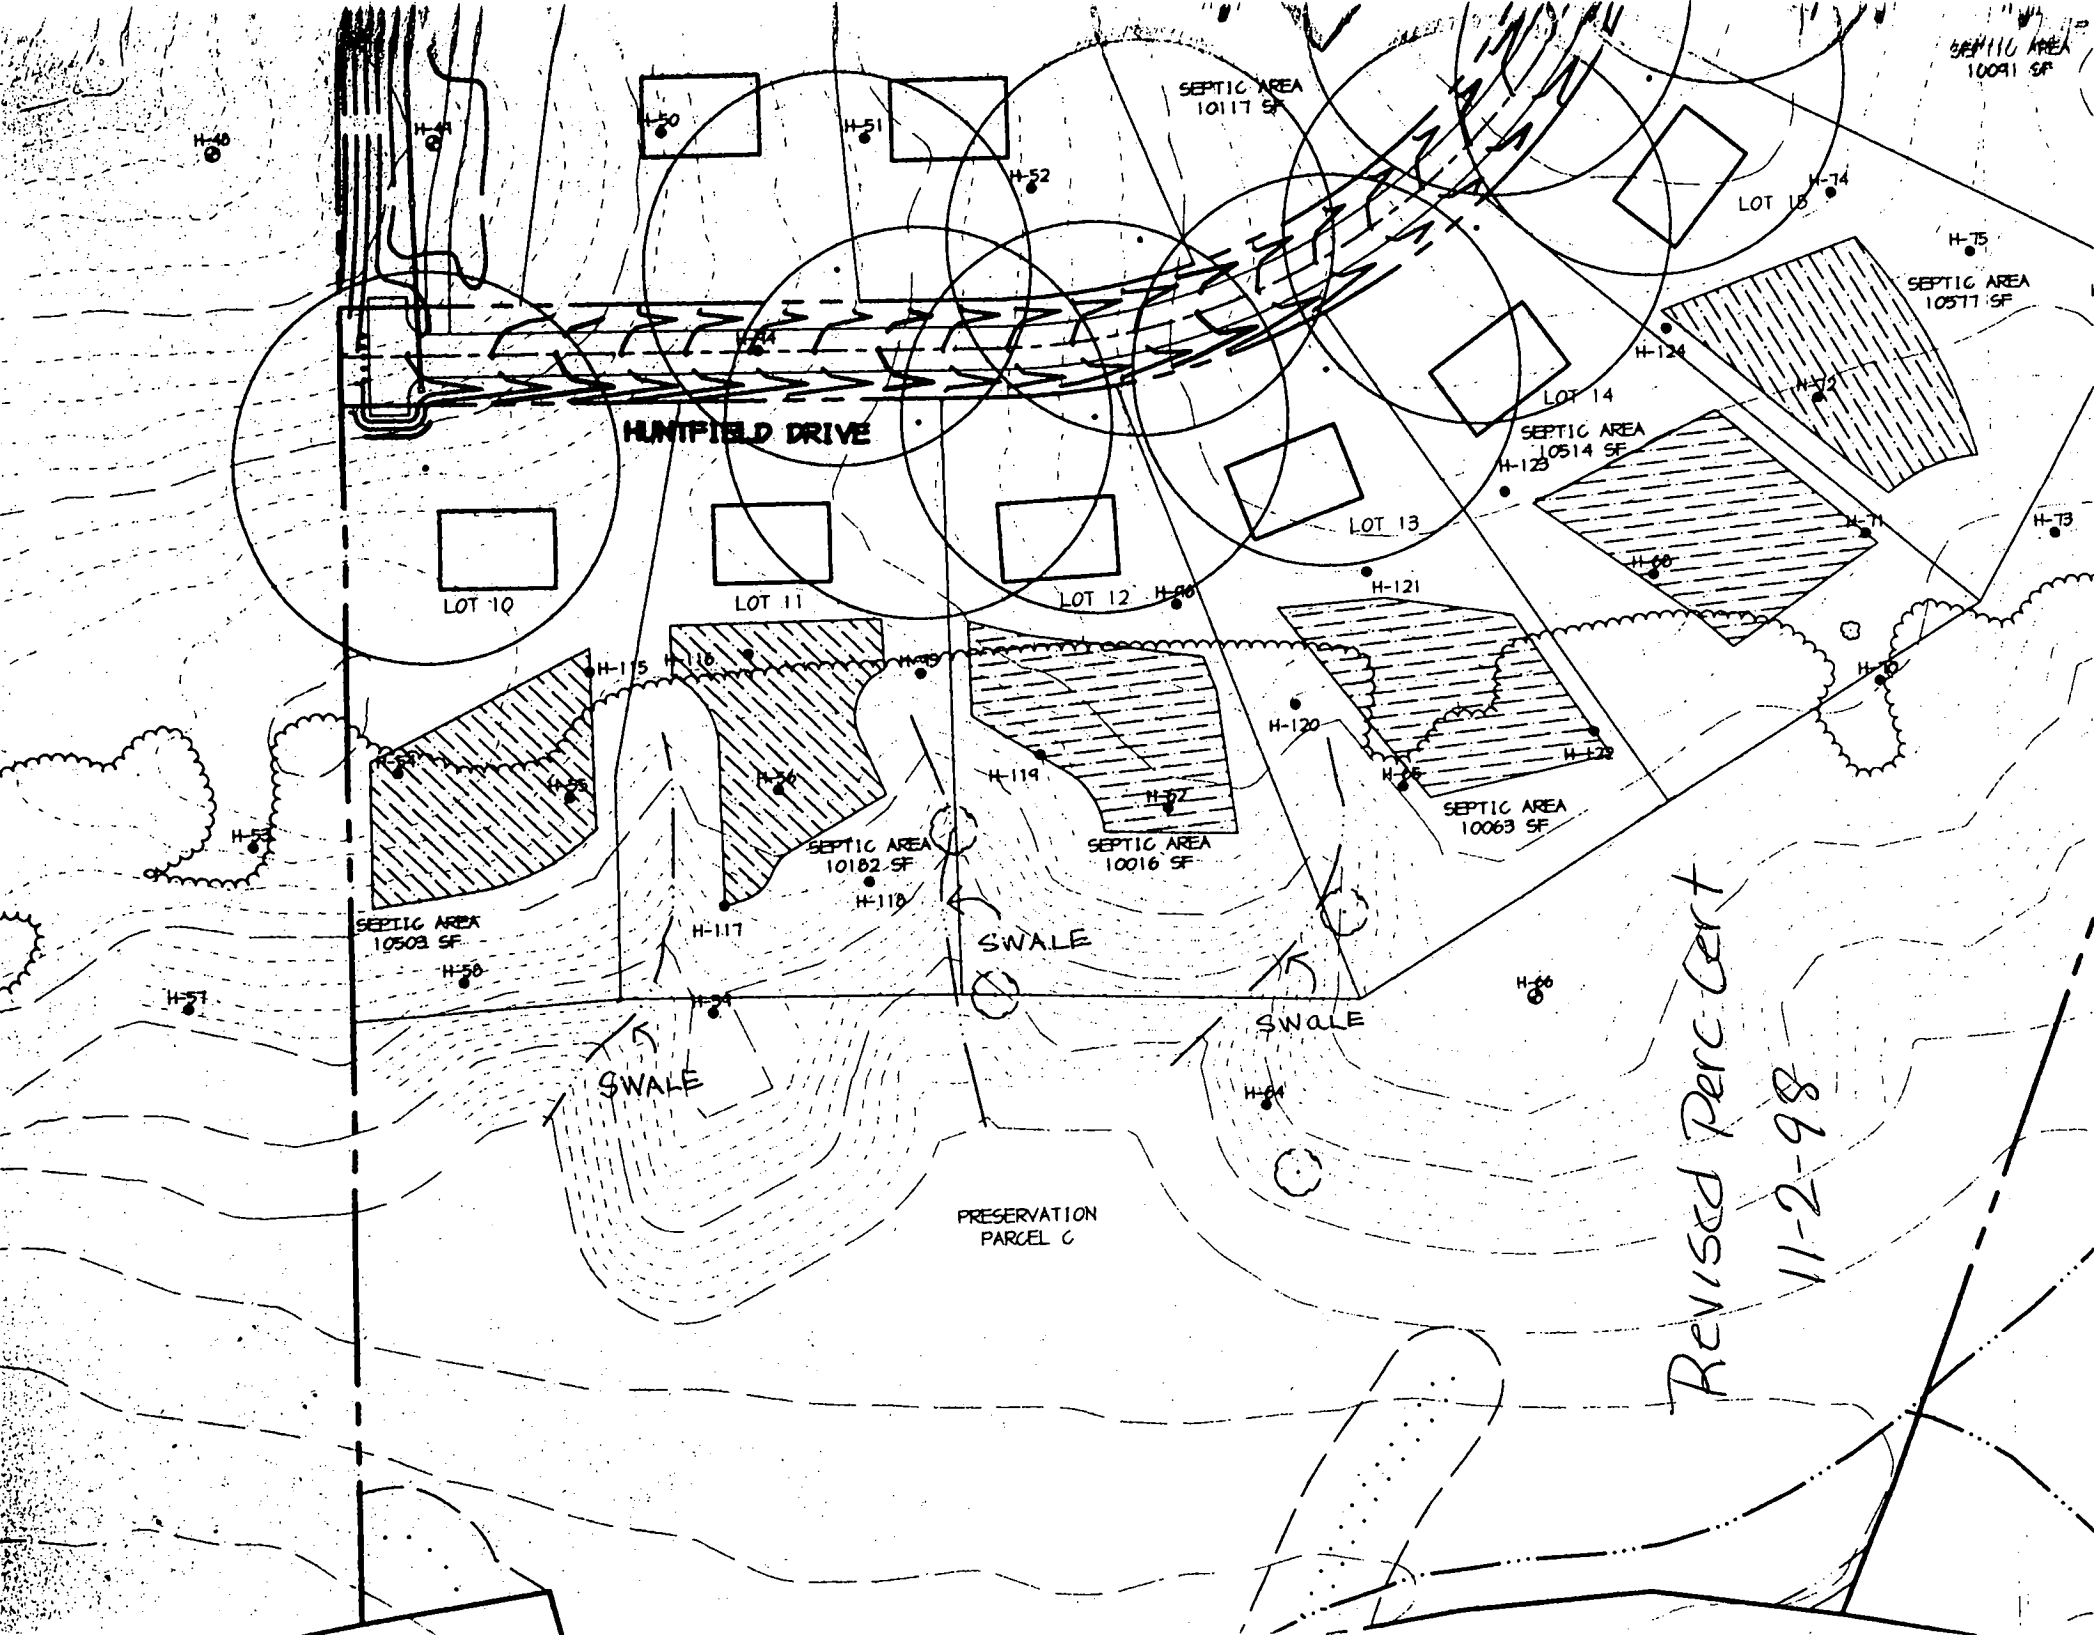 SEPTIC AREA
10091 SF
SEPTIC AREA
10117 SF
H-50
H-51
H-49
H-48
H-52
H-74
LOT 15
H-75
SEPTIC AREA
10577 SF
H-124
H-72
LOT 14
HUNTFIELD DRIVE
SEPTIC AREA
10514 SF
H-123
LOT 13
H-71
H-73
H-121
LOT 10
LOT 11
LOT 12
H-115
H-116
H-120
H-119
H-122
H-56
H-55
H-62
H-65
SEPTIC AREA
10063 SF
H-53
SEPTIC AREA
10182 SF
SEPTIC AREA
10016 SF
H-118
SEPTIC AREA
10503 SF
H-117
SWALE
H-58
H-57
H-66
SWALE
SWALE
H-64
PRESERVATION
PARCEL C
Revised Perc Cert
11-2-98